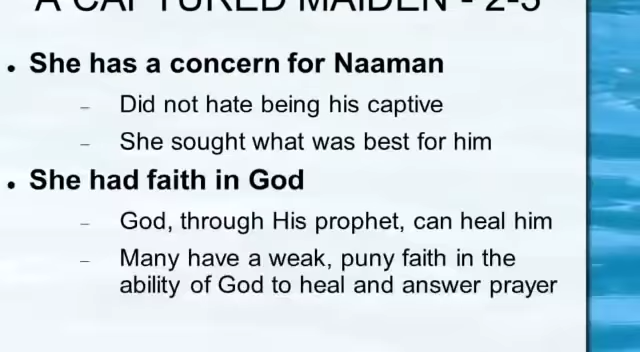 A CAPTURED MAIDEN - 2-3
• She has a concern for Naaman
– Did not hate being his captive
– She sought what was best for him
• She had faith in God
– God, through His prophet, can heal him
– Many have a weak, puny faith in the
ability of God to heal and answer prayer